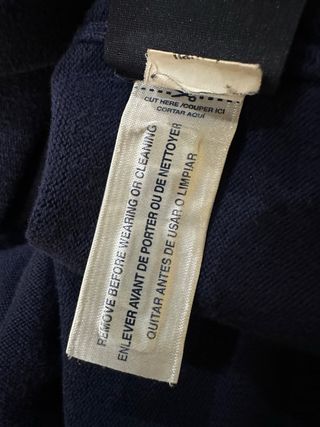 CUT HERE /COUPER ICI
CORTAR AQUÍ
REMOVE BEFORE WEARING OR CLEANING
ENLEVER AVANT DE PORTER OU DE NETTOYER
QUITAR ANTES DE USAR O LIMPIAR